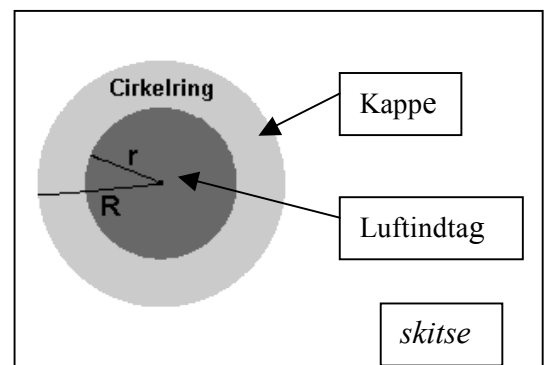 Cirkelring
Kappe
r
R
Luftindtag
skitse